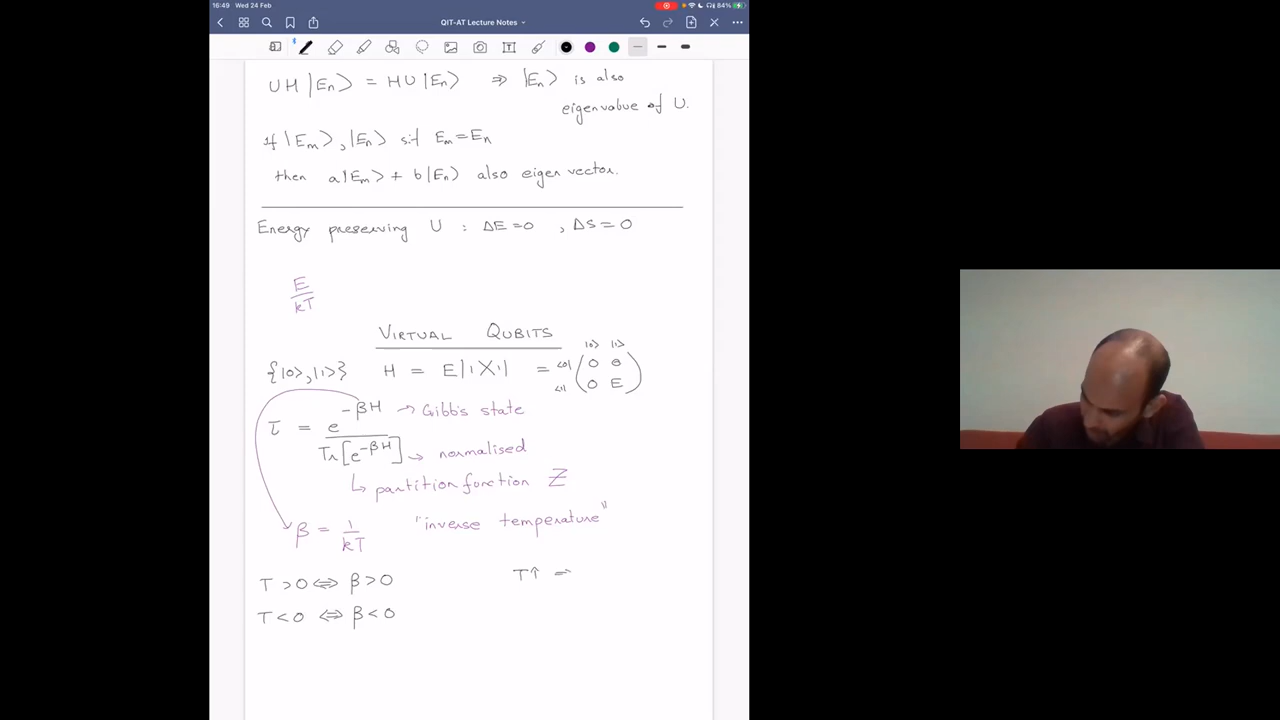 16:49 Wed 24 Feb 84%
QIT-AT Lecture Notes
UH |En⟩ = HU |En⟩ ⇒ |En⟩ is also
eigenvalue of U.
If |Em⟩, |En⟩ s.t Em = En
then a|Em⟩ + b|En⟩ also eigen vector.
Energy preserving U : ΔE = 0 , ΔS = 0
E
kT
VIRTUAL QUBITS
|0⟩ |1⟩
{|0⟩, |1⟩} H = E|1X1| = ⟨0| ( 0 0
⟨1| 0 E )
τ = e^-βH → Gibb's state
Tr[e^-βH] → normalised
↳ partition function Z
β = 1/kT "inverse temperature"
T > 0 ⇔ β > 0 T↑ ⇒
T < 0 ⇔ β < 0